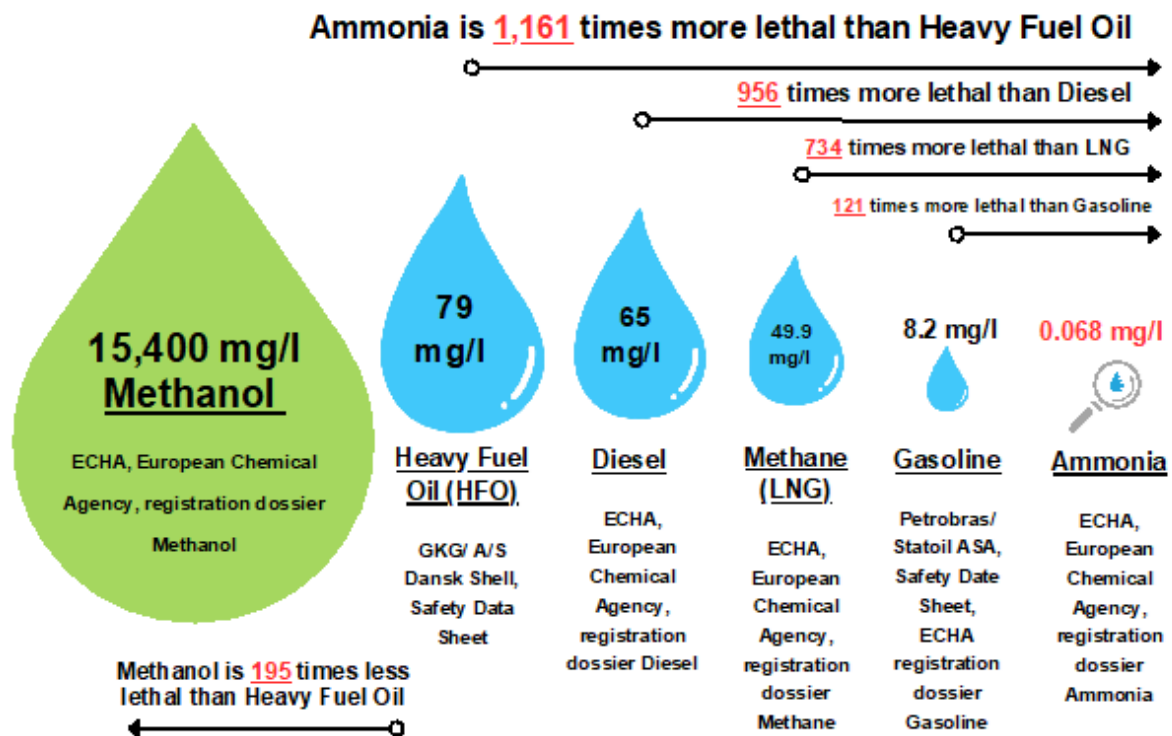 Ammonia is 1,161 times more lethal than Heavy Fuel Oil
956 times more lethal than Diesel
734 times more lethal than LNG
121 times more lethal than Gasoline
15,400 mg/l
Methanol
ECHA, European Chemical
Agency, registration dossier
Methanol
Methanol is 195 times less
lethal than Heavy Fuel Oil
79
mg/l
Heavy Fuel
Oil (HFO)
GKG/ A/S
Dansk Shell,
Safety Data
Sheet
65
mg/l
Diesel
ECHA,
European
Chemical
Agency,
registration
dossier Diesel
49.9
mg/l
Methane
(LNG)
ECHA,
European
Chemical
Agency,
registration
dossier
Methane
8.2 mg/l
Gasoline
Petrobras/
Statoil ASA,
Safety Date
Sheet,
ECHA
registration
dossier
Gasoline
0.068 mg/l
Ammonia
ECHA,
European
Chemical
Agency,
registration
dossier
Ammonia